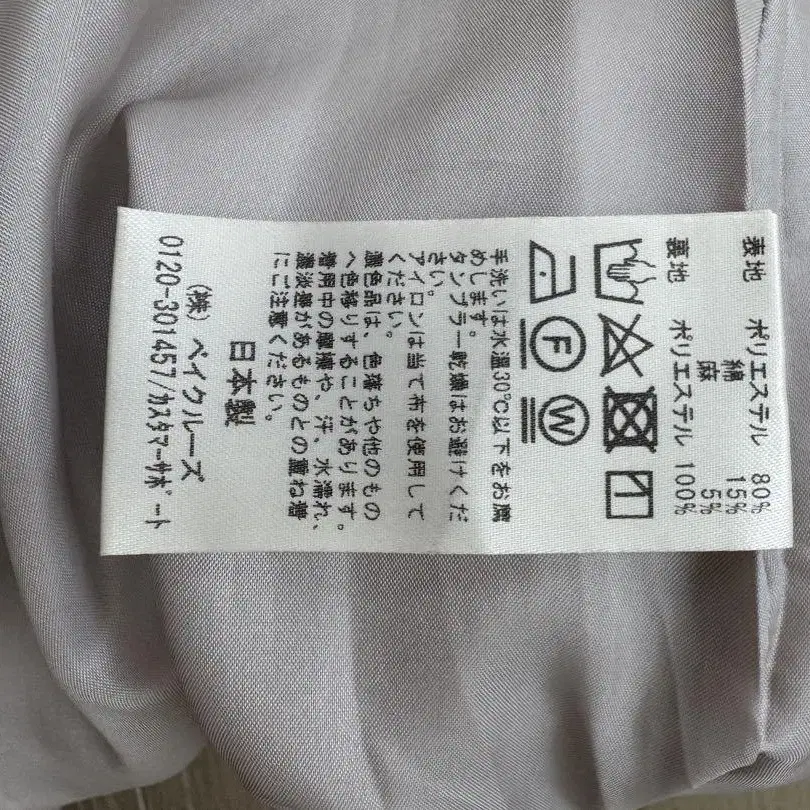 表地 ポリエステル 80%
綿 15%
麻 5%
裏地 ポリエステル 100%
F W
手洗いは水温30℃以下をお薦
めします。
タンブラー乾燥はお避けくだ
さい。
アイロンは当て布を使用して
ください。
濃色品は、色落ちや他のもの
へ色移りすることがあります。
着用中の摩擦や、汗、水濡れ、
濃淡差があるものとの重ね着
にご注意ください。
日本製
(株) ベイクルーズ
0120-301457/カスタマーサポート